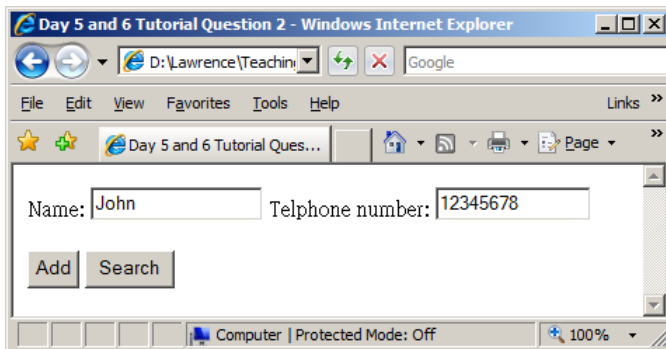 Day 5 and 6 Tutorial Question 2 - Windows Internet Explorer
D:\Lawrence\Teachin Google
File Edit View Favorites Tools Help Links »
Day 5 and 6 Tutorial Ques... Page »
Name: John Telphone number: 12345678
Add Search
Computer | Protected Mode: Off 100%